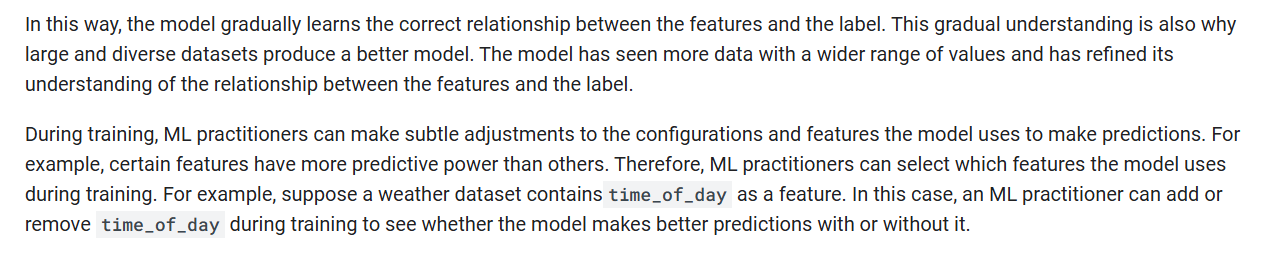 In this way, the model gradually learns the correct relationship between the features and the label. This gradual understanding is also why
large and diverse datasets produce a better model. The model has seen more data with a wider range of values and has refined its
understanding of the relationship between the features and the label.
During training, ML practitioners can make subtle adjustments to the configurations and features the model uses to make predictions. For
example, certain features have more predictive power than others. Therefore, ML practitioners can select which features the model uses
during training. For example, suppose a weather dataset contains time_of_day as a feature. In this case, an ML practitioner can add or
remove time_of_day during training to see whether the model makes better predictions with or without it.